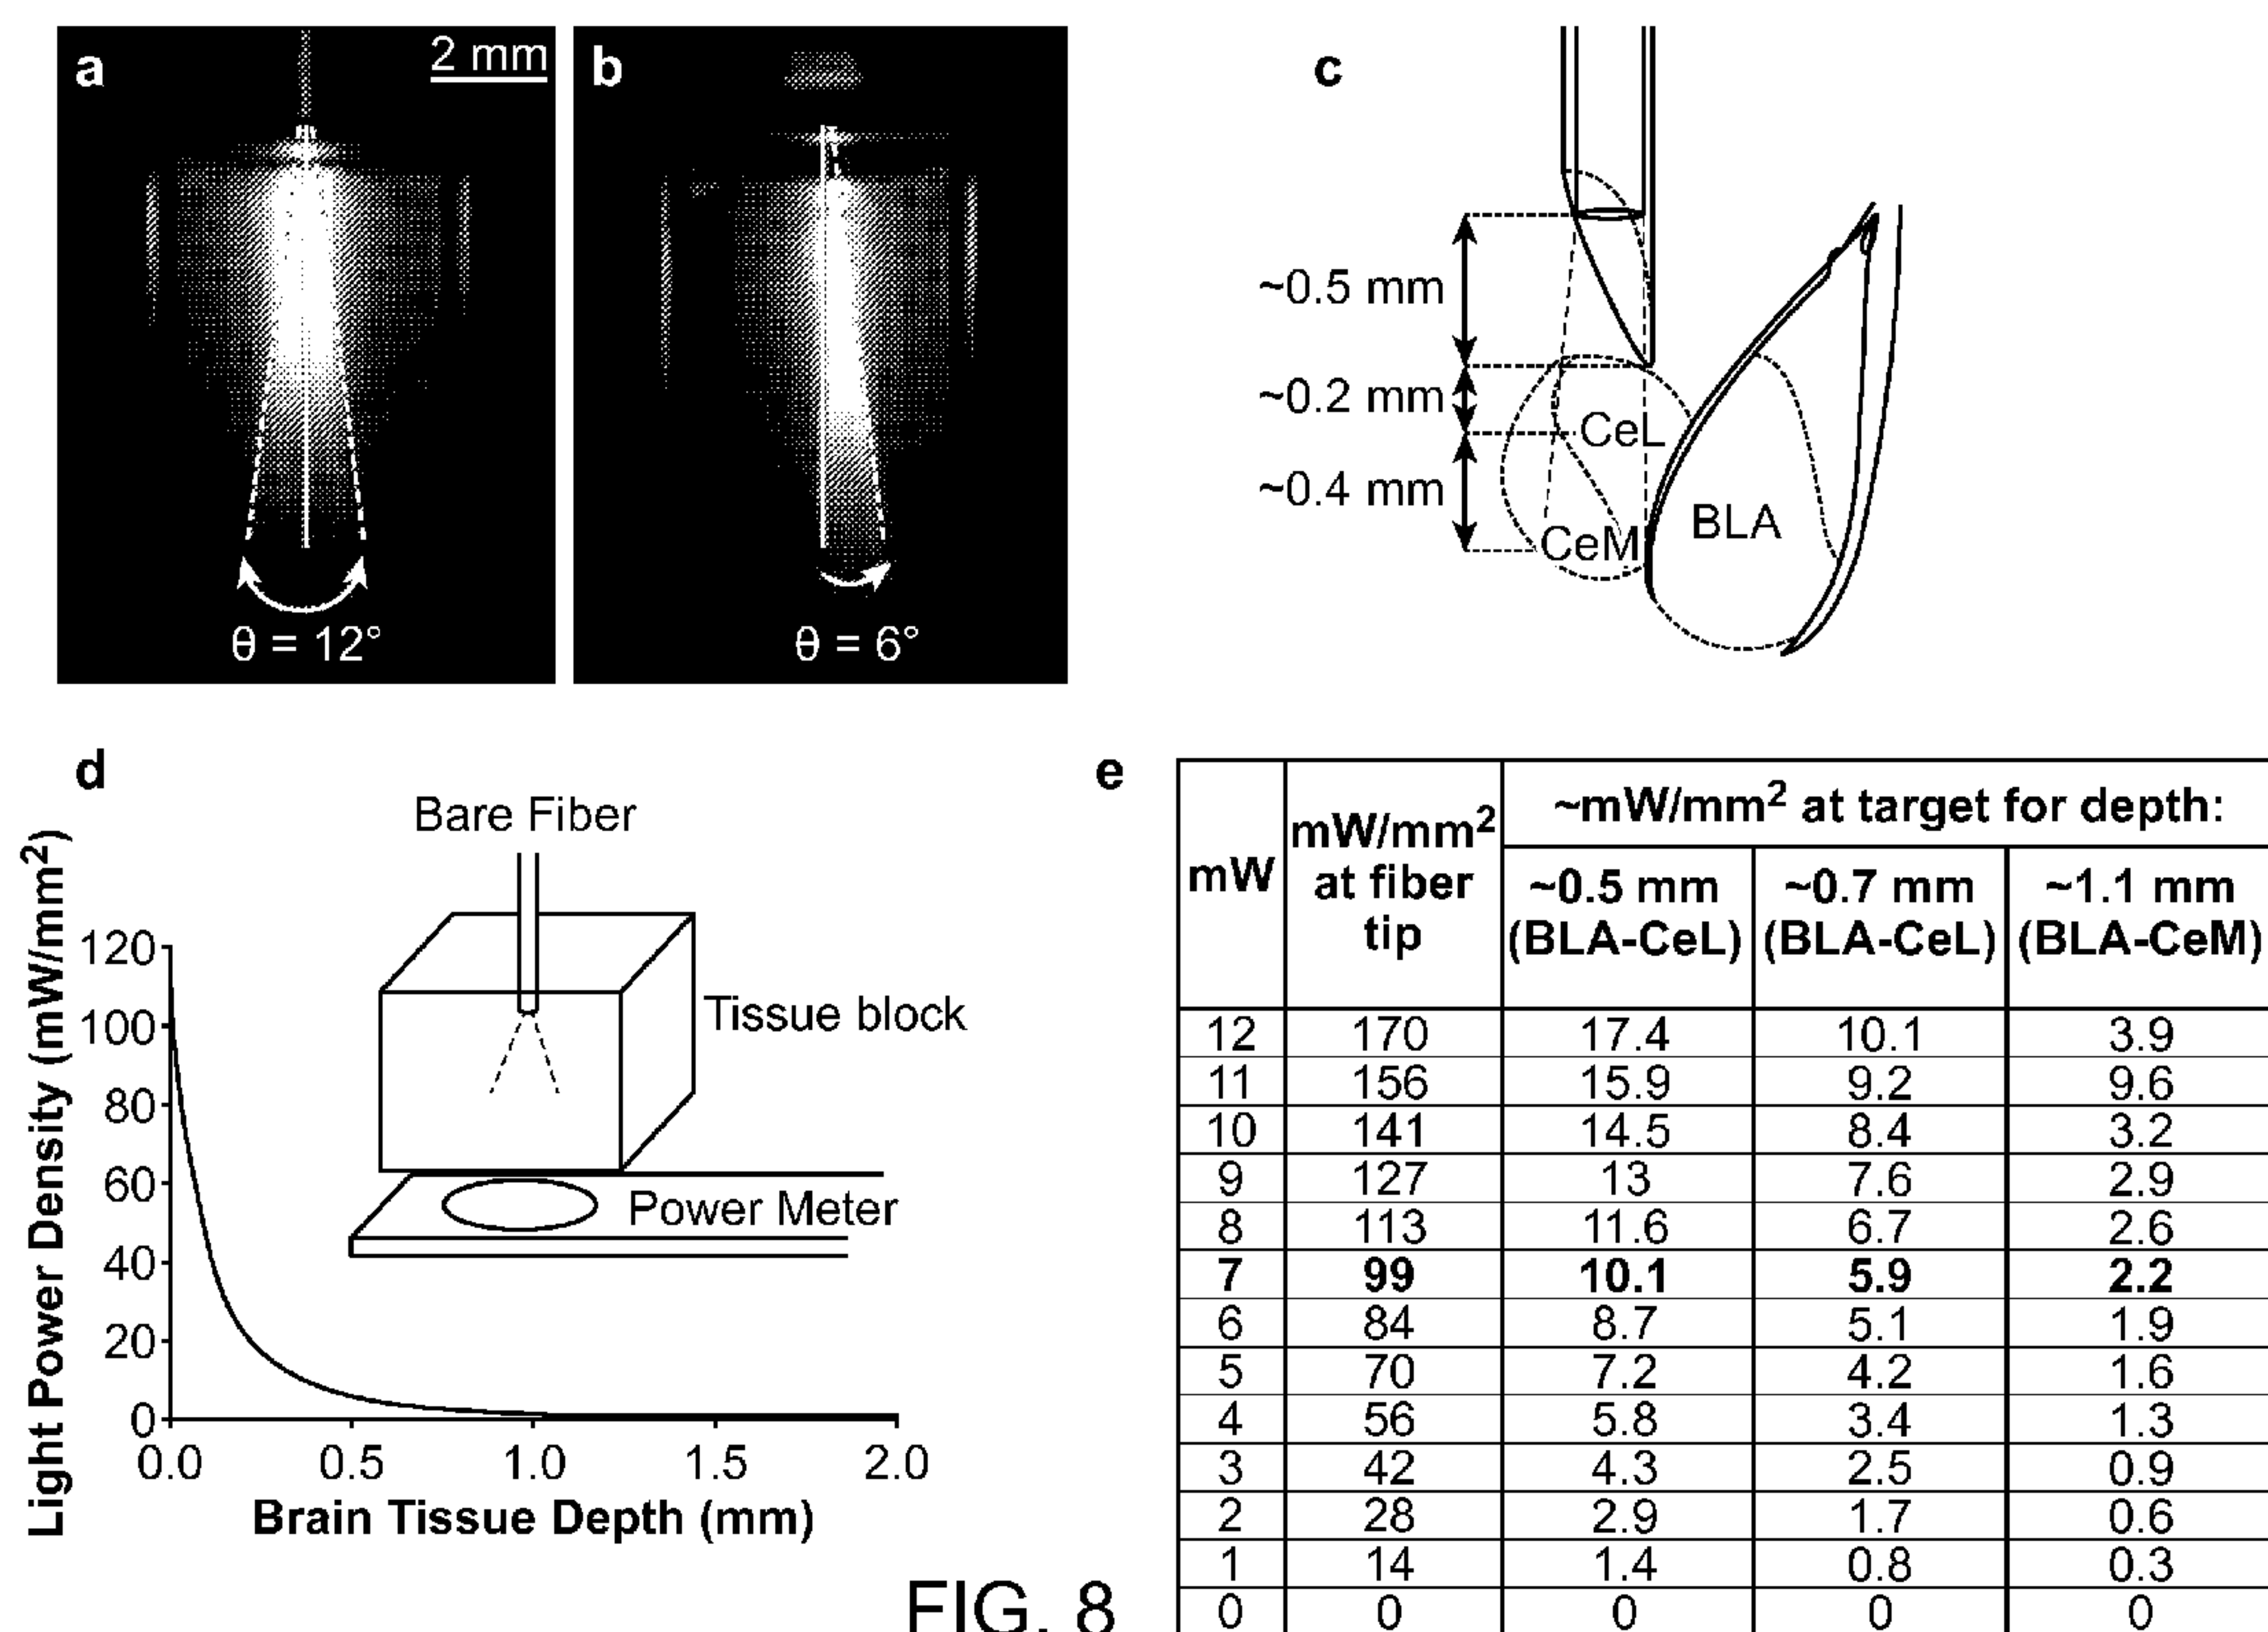 a
2 mm
θ = 12°
b
θ = 6°
c
~0.5 mm
~0.2 mm
~0.4 mm
CeL
CeM
BLA
d
Light Power Density (mW/mm²)
120
100
80
60
40
20
0
0.0 0.5 1.0 1.5 2.0
Brain Tissue Depth (mm)
Bare Fiber
Tissue block
Power Meter
e
mW
mW/mm²
at fiber
tip
~mW/mm² at target for depth:
~0.5 mm
(BLA-CeL)
~0.7 mm
(BLA-CeL)
~1.1 mm
(BLA-CeM)
12 170 17.4 10.1 3.9
11 156 15.9 9.2 9.6
10 141 14.5 8.4 3.2
9 127 13 7.6 2.9
8 113 11.6 6.7 2.6
7 99 10.1 5.9 2.2
6 84 8.7 5.1 1.9
5 70 7.2 4.2 1.6
4 56 5.8 3.4 1.3
3 42 4.3 2.5 0.9
2 28 2.9 1.7 0.6
1 14 1.4 0.8 0.3
0 0 0 0 0
FIG. 8